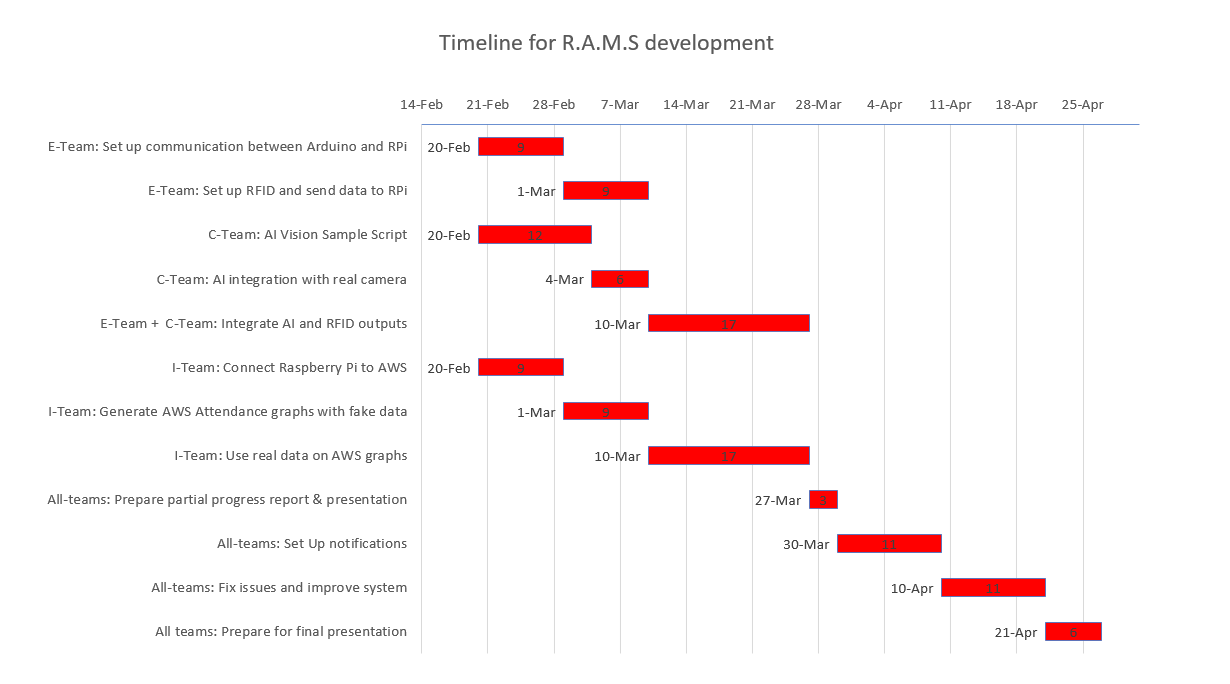 Timeline for R.A.M.S development
14-Feb 21-Feb 28-Feb 7-Mar 14-Mar 21-Mar 28-Mar 4-Apr 11-Apr 18-Apr 25-Apr
E-Team: Set up communication between Arduino and RPi 20-Feb 9
E-Team: Set up RFID and send data to RPi 1-Mar 9
C-Team: AI Vision Sample Script 20-Feb 12
C-Team: AI integration with real camera 4-Mar 6
E-Team + C-Team: Integrate AI and RFID outputs 10-Mar 17
I-Team: Connect Raspberry Pi to AWS 20-Feb 9
I-Team: Generate AWS Attendance graphs with fake data 1-Mar 9
I-Team: Use real data on AWS graphs 10-Mar 17
All-teams: Prepare partial progress report & presentation 27-Mar 3
All-teams: Set Up notifications 30-Mar 11
All-teams: Fix issues and improve system 10-Apr 11
All teams: Prepare for final presentation 21-Apr 6